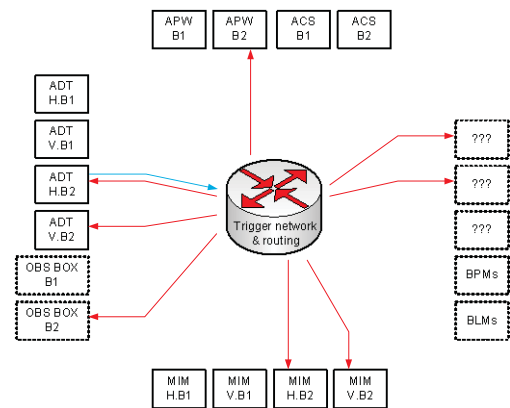 APW
B1
APW
B2
ACS
B1
ACS
B2
ADT
H.B1
ADT
V.B1
ADT
H.B2
ADT
V.B2
OBS BOX
B1
OBS BOX
B2
Trigger network
& routing
???
???
???
BPMs
BLMs
MIM
H.B1
MIM
V.B1
MIM
H.B2
MIM
V.B2